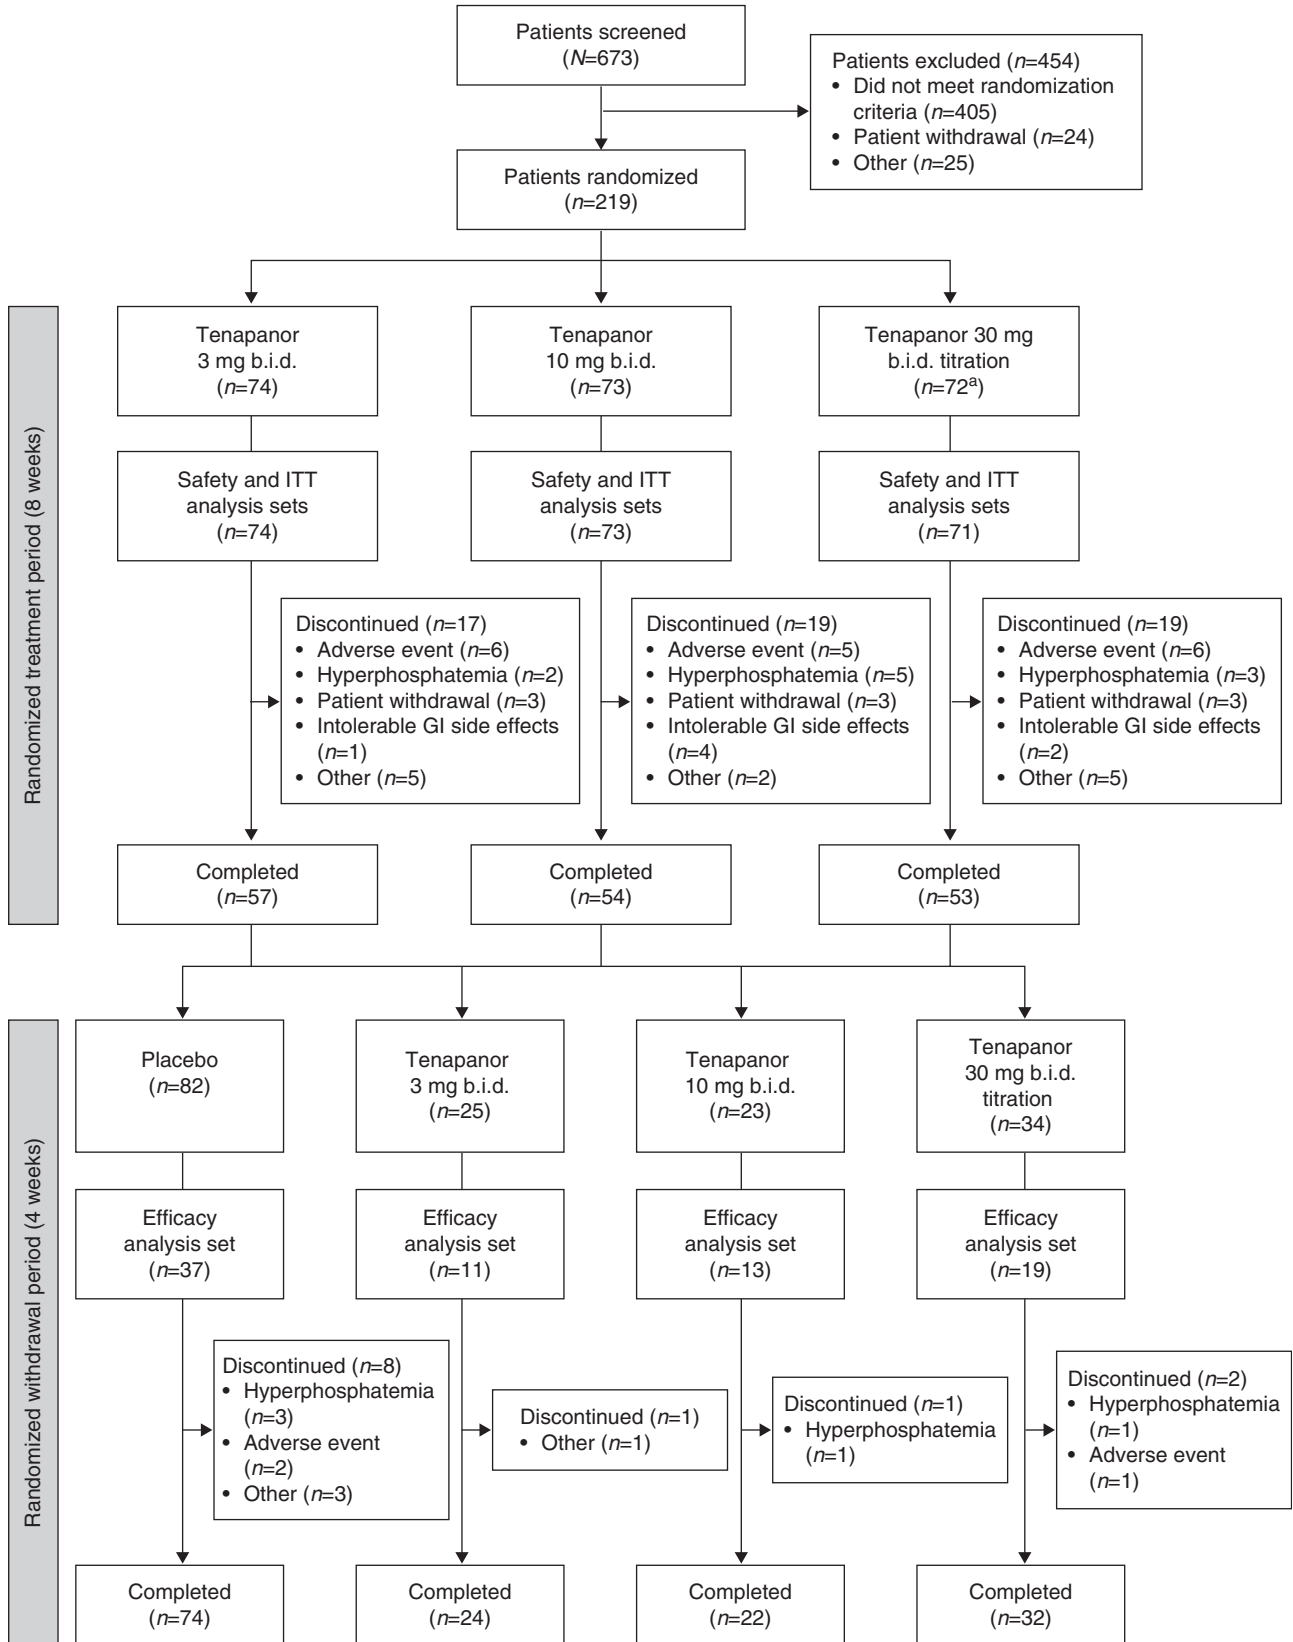 Patients screened
(N=673)
Patients excluded (n=454)
• Did not meet randomization
criteria (n=405)
• Patient withdrawal (n=24)
• Other (n=25)
Patients randomized
(n=219)
Randomized treatment period (8 weeks)
Tenapanor
3 mg b.i.d.
(n=74)
Tenapanor
10 mg b.i.d.
(n=73)
Tenapanor 30 mg
b.i.d. titration
(n=72a)
Safety and ITT
analysis sets
(n=74)
Safety and ITT
analysis sets
(n=73)
Safety and ITT
analysis sets
(n=71)
Discontinued (n=17)
• Adverse event (n=6)
• Hyperphosphatemia (n=2)
• Patient withdrawal (n=3)
• Intolerable GI side effects
(n=1)
• Other (n=5)
Discontinued (n=19)
• Adverse event (n=5)
• Hyperphosphatemia (n=5)
• Patient withdrawal (n=3)
• Intolerable GI side effects
(n=4)
• Other (n=2)
Discontinued (n=19)
• Adverse event (n=6)
• Hyperphosphatemia (n=3)
• Patient withdrawal (n=3)
• Intolerable GI side effects
(n=2)
• Other (n=5)
Completed
(n=57)
Completed
(n=54)
Completed
(n=53)
Randomized withdrawal period (4 weeks)
Placebo
(n=82)
Tenapanor
3 mg b.i.d.
(n=25)
Tenapanor
10 mg b.i.d.
(n=23)
Tenapanor
30 mg b.i.d.
titration
(n=34)
Efficacy
analysis set
(n=37)
Efficacy
analysis set
(n=11)
Efficacy
analysis set
(n=13)
Efficacy
analysis set
(n=19)
Discontinued (n=8)
• Hyperphosphatemia
(n=3)
• Adverse event
(n=2)
• Other (n=3)
Discontinued (n=1)
• Other (n=1)
Discontinued (n=1)
• Hyperphosphatemia
(n=1)
Discontinued (n=2)
• Hyperphosphatemia
(n=1)
• Adverse event
(n=1)
Completed
(n=74)
Completed
(n=24)
Completed
(n=22)
Completed
(n=32)